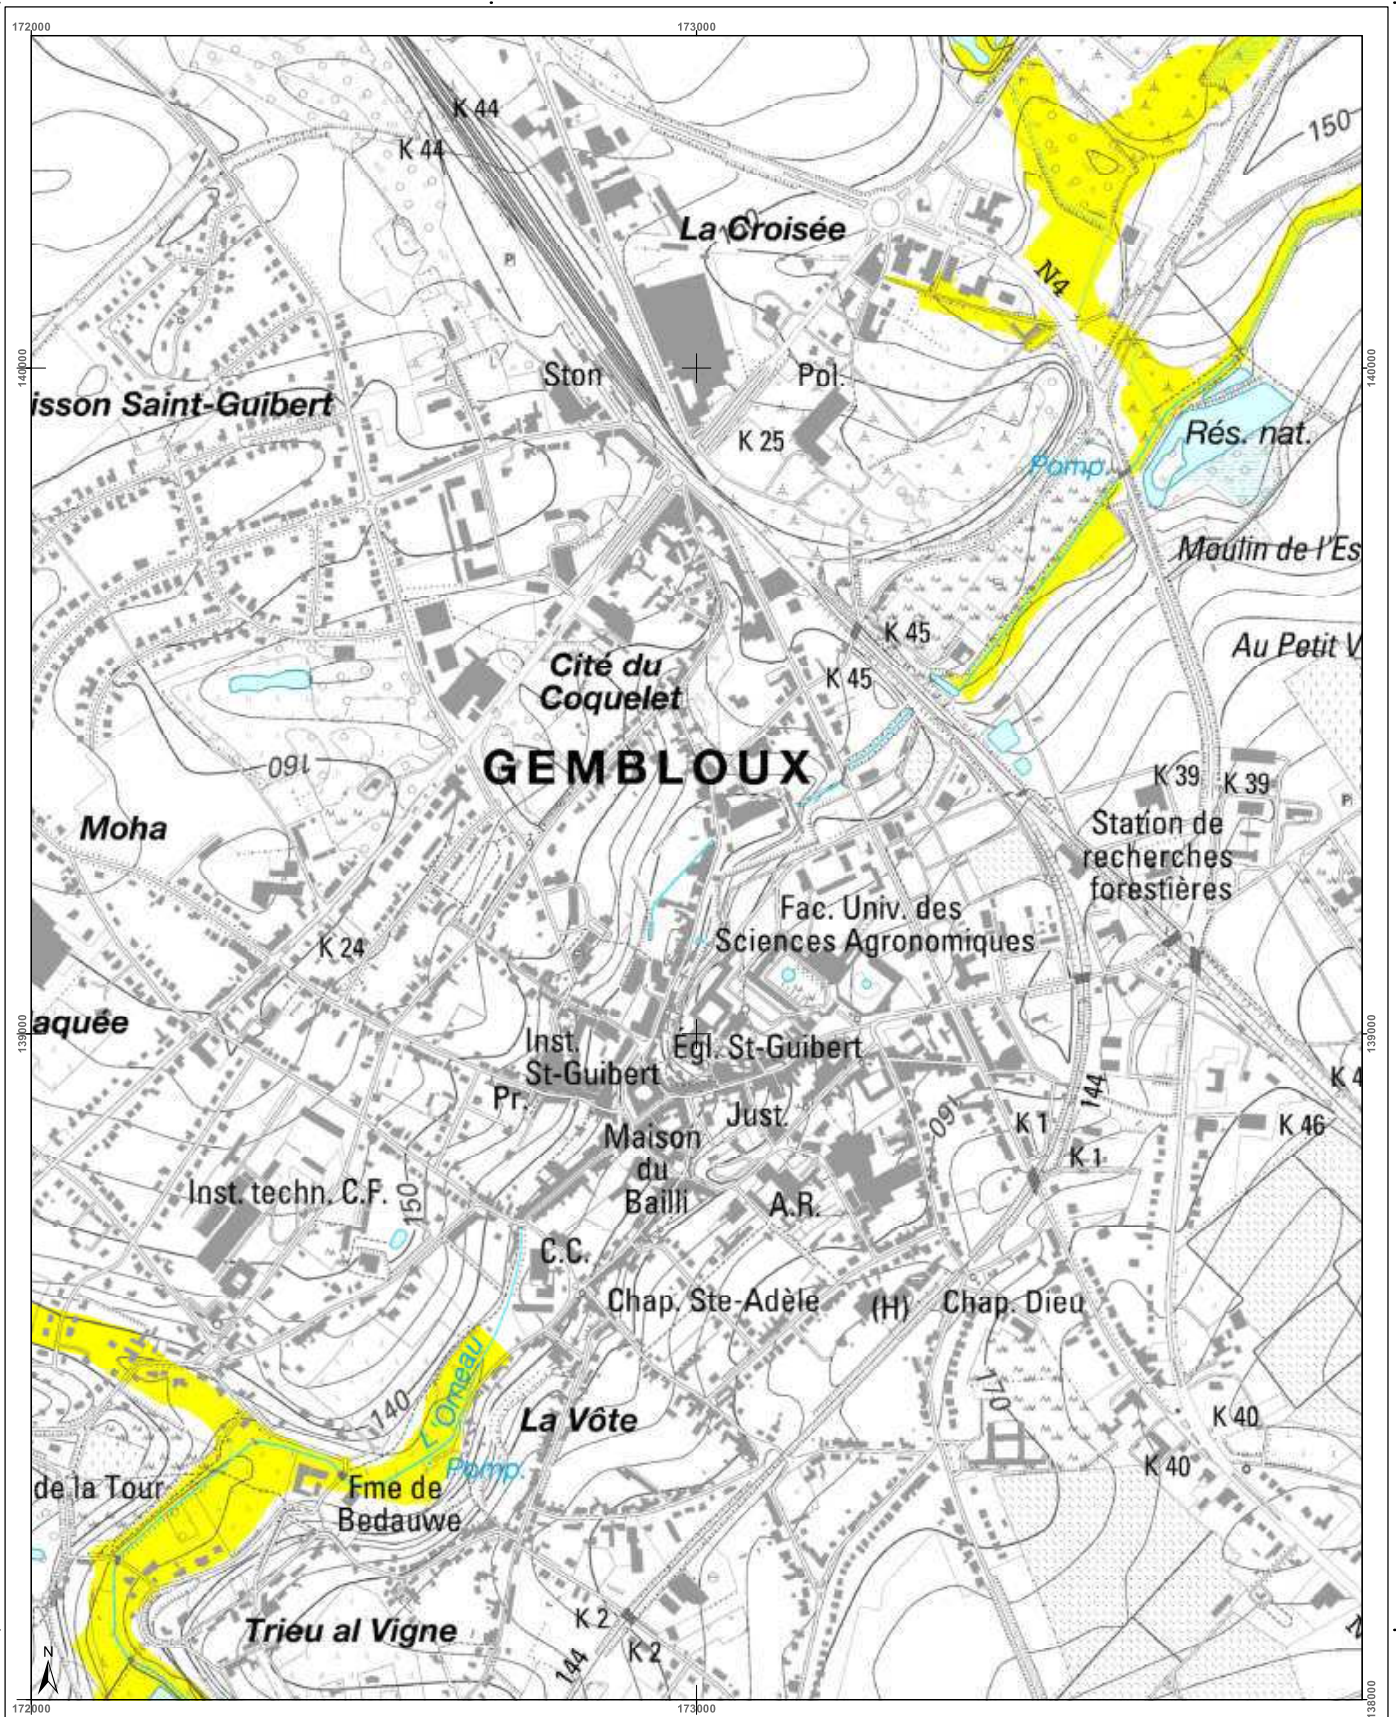 172000
173000
K 44
K 44
150
La Croisée
N4
P
140000
Ston
Pol.
140000
isson Saint-Guibert
K 25
Rés. nat.
Pomp.
Moulin de l'Es
K 45
Au Petit V
Cité du
Coquelet
K 45
160
GEMBLOUX
K 39
K 39
P
Moha
Station de
recherches
forestières
Fac. Univ. des
Sciences Agronomiques
K 24
aquée
139000
Inst.
St-Guibert
Égl. St-Guibert
139000
Pr.
144
K 4
Just.
160
K 1
K 46
Maison
du
Bailli
K 1
Inst. techn. C.F.
150
A.R.
C.C.
Chap. Ste-Adèle
(H)
Chap. Dieu
L'Orneau
140
La Vôte
170
K 40
Pomp.
K 40
de la Tour
Fme de
Bedauwe
Trieu al Vigne
K 2
K 2
144
N
N
172000
173000
138000